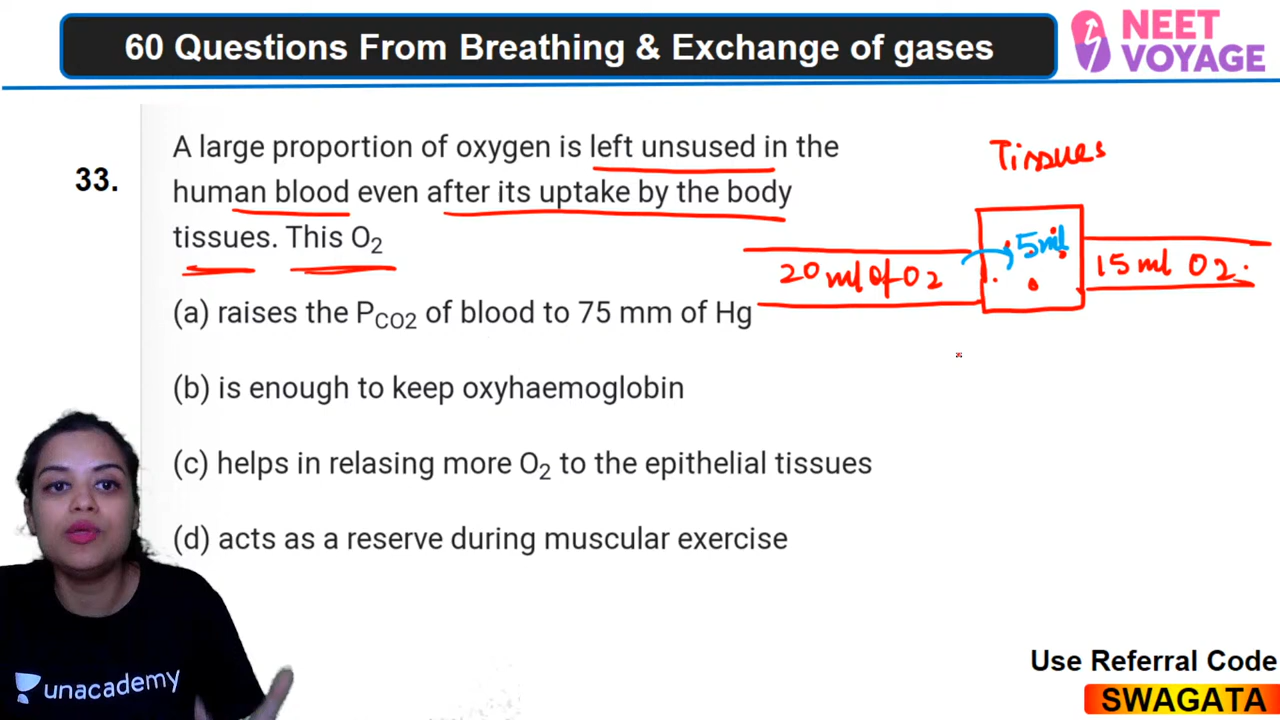 60 Questions From Breathing & Exchange of gases
NEET
VOYAGE
33.
A large proportion of oxygen is left unsused in the
human blood even after its uptake by the body
tissues. This O2
(a) raises the PCO2 of blood to 75 mm of Hg
(b) is enough to keep oxyhaemoglobin
(c) helps in relasing more O2 to the epithelial tissues
(d) acts as a reserve during muscular exercise
Tissues
20 ml of O2
5 ml
15 ml O2.
unacademy
Use Referral Code
SWAGATA